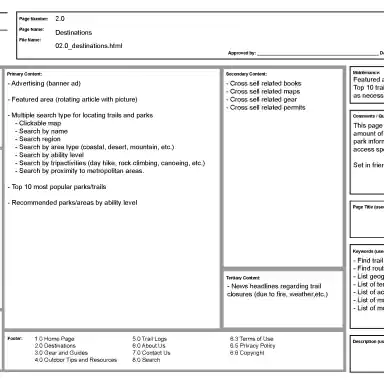 Page Number: 2.0
Page Name: Destinations
File Name:
02.0_destinations.html
Approved by:
Primary Content:
- Advertising (banner ad)
- Featured area (rotating article with picture)
- Multiple search type for locating trails and parks
- Clickable map
- Search by name
- Search region
- Search by area type (coastal, desert, mountain, etc.)
- Search by ability level
- Search by tripactivities (day hike, rock climbing, canoeing, etc.)
- Search by proximity to metropolitan areas.
- Top 10 most popular parks/trails
- Recommended parks/areas by ability level
Secondary Content:
- Cross sell related books
- Cross sell related maps
- Cross sell related gear
- Cross sell related permits
Tertiary Content:
- News headlines regarding trail
closures (due to fire, weather,etc.)
Maintenance:
Featured a
Top 10 trai
as necess
Comments / Qu
This page
amount of
park inform
access spe
Set in frien
Page Title (use
Keywords (use
- Find trail
- Find rout
- List geog
- List of te
- List of ac
- List of m
- List of m
Description (us
Footer:
1.0 Home Page
2.0 Destinations
3.0 Gear and Guides
4.0 Outdoor Tips and Resources
5.0 Trail Logs
6.0 About Us
7.0 Contact Us
8.0 Search
6.3 Terms of Use
6.5 Privacy Policy
6.6 Copyright